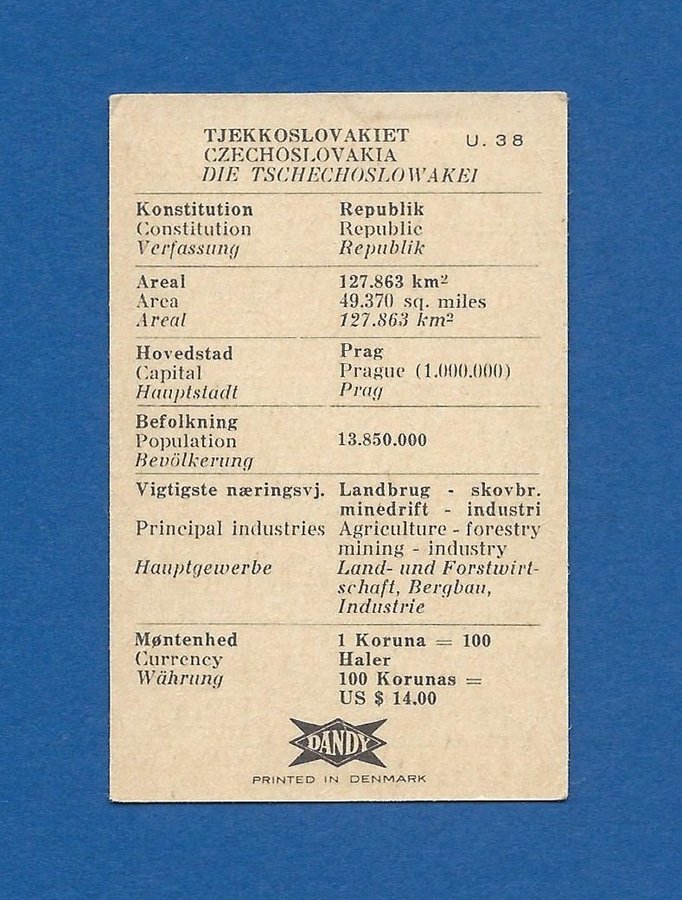 TJEKKOSLOVAKIET U. 38
CZECHOSLOVAKIA
DIE TSCHECHOSLOWAKEI
Konstitution Republik
Constitution Republic
Verfassung Republik
Areal 127.863 km²
Area 49.370 sq. miles
Areal 127.863 km²
Hovedstad Prag
Capital Prague (1.000.000)
Hauptstadt Prag
Befolkning
Population 13.850.000
Bevölkerung
Vigtigste næringsvj. Landbrug - skovbr.
minedrift - industri
Principal industries Agriculture - forestry
mining - industry
Hauptgewerbe Land- und Forstwirt-
schaft, Bergbau,
Industrie
Møntenhed 1 Koruna = 100
Currency Haler
Währung 100 Korunas =
US $ 14.00
DANDY
PRINTED IN DENMARK